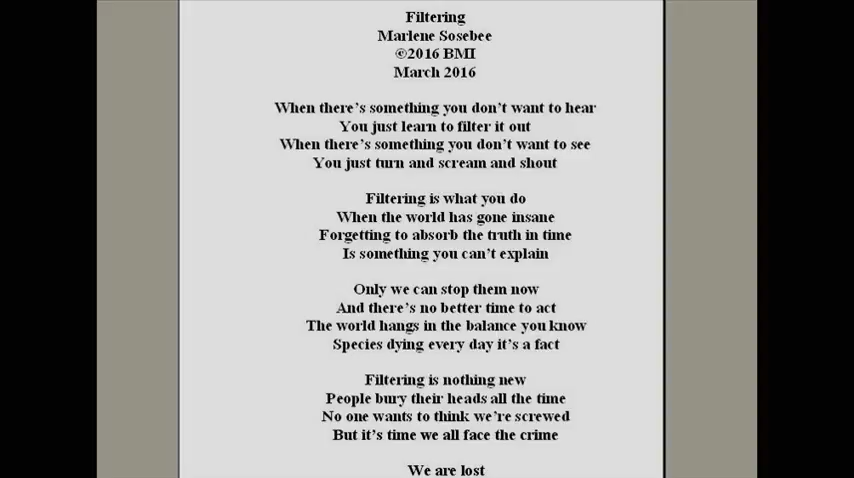 Filtering
Marlene Sosebee
©2016 BMI
March 2016
When there's something you don't want to hear
You just learn to filter it out
When there's something you don't want to see
You just turn and scream and shout
Filtering is what you do
When the world has gone insane
Forgetting to absorb the truth in time
Is something you can't explain
Only we can stop them now
And there's no better time to act
The world hangs in the balance you know
Species dying every day it's a fact
Filtering is nothing new
People bury their heads all the time
No one wants to think we're screwed
But it's time we all face the crime
We are lost